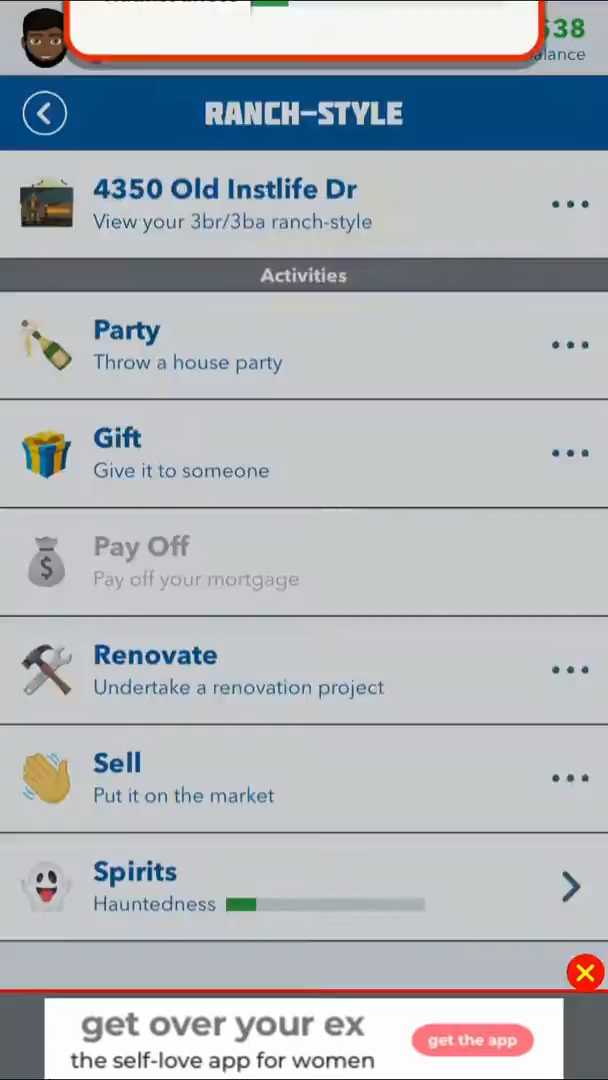 638
alance
RANCH-STYLE
4350 Old Instlife Dr
View your 3br/3ba ranch-style
Activities
Party
Throw a house party
Gift
Give it to someone
Pay Off
Pay off your mortgage
Renovate
Undertake a renovation project
Sell
Put it on the market
Spirits
Hauntedness
get over your ex
get the app
the self-love app for women